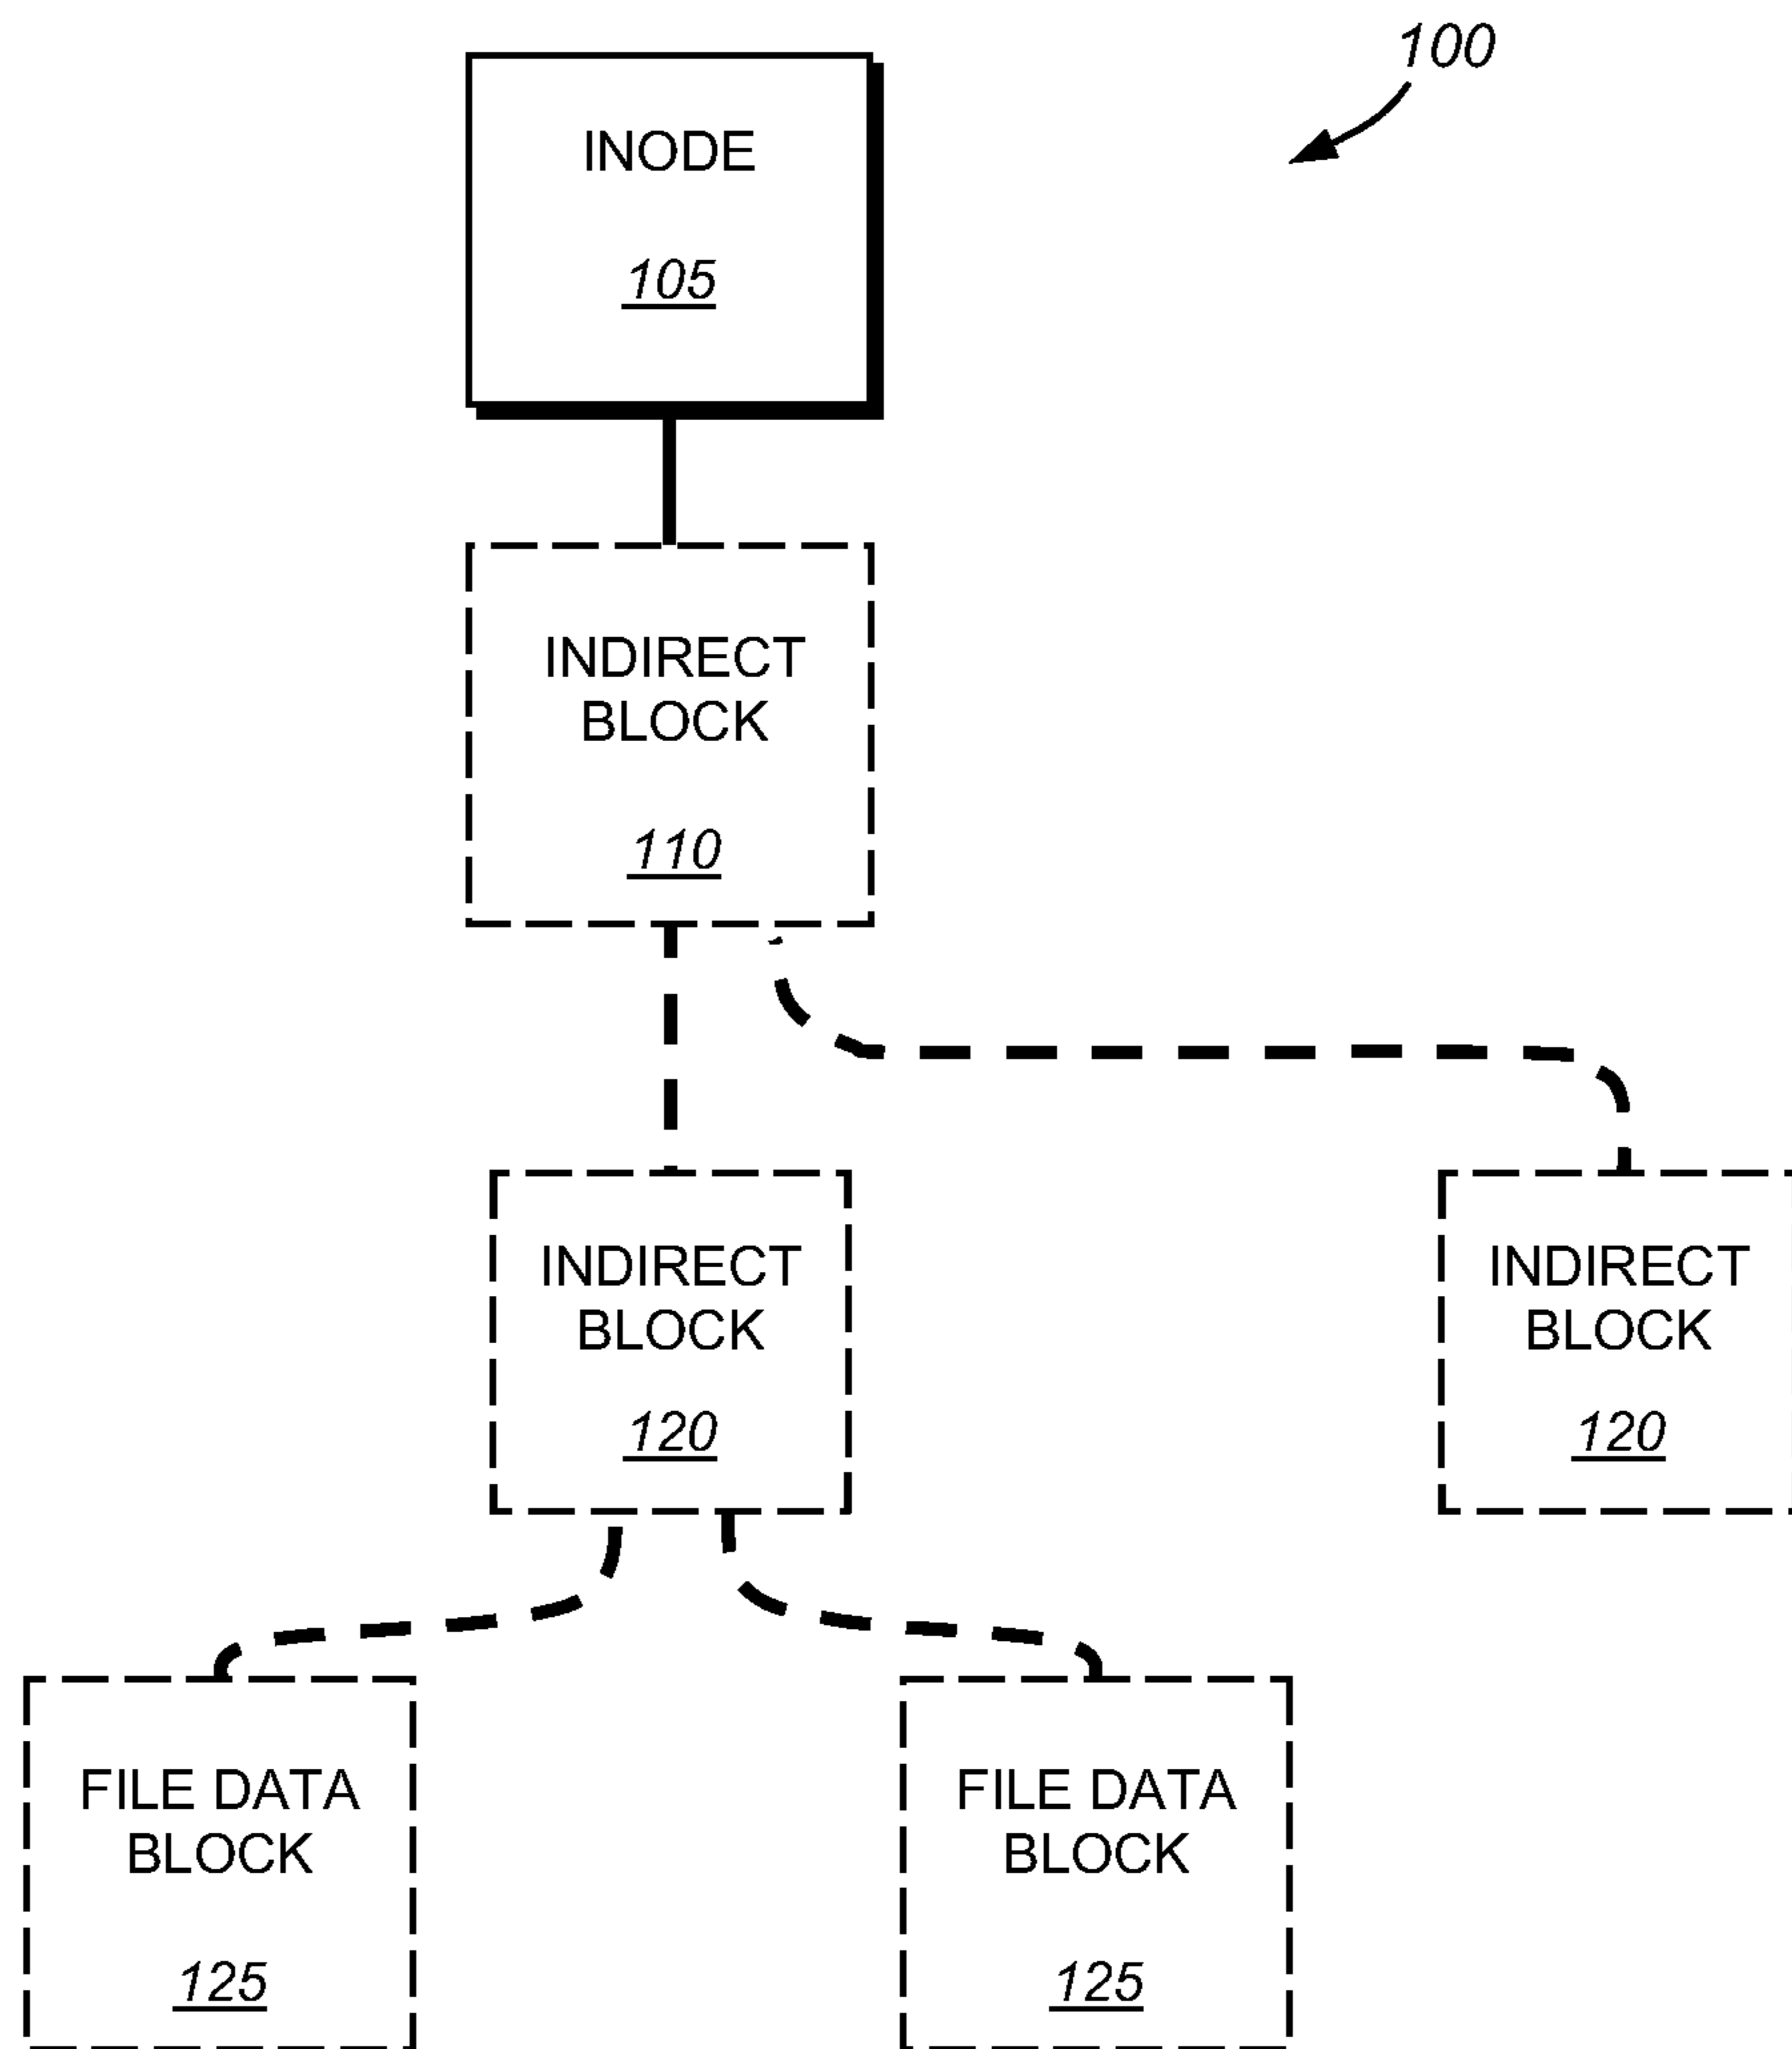 100
INODE
105
INDIRECT
BLOCK
110
INDIRECT
BLOCK
120
INDIRECT
BLOCK
120
FILE DATA
BLOCK
125
FILE DATA
BLOCK
125